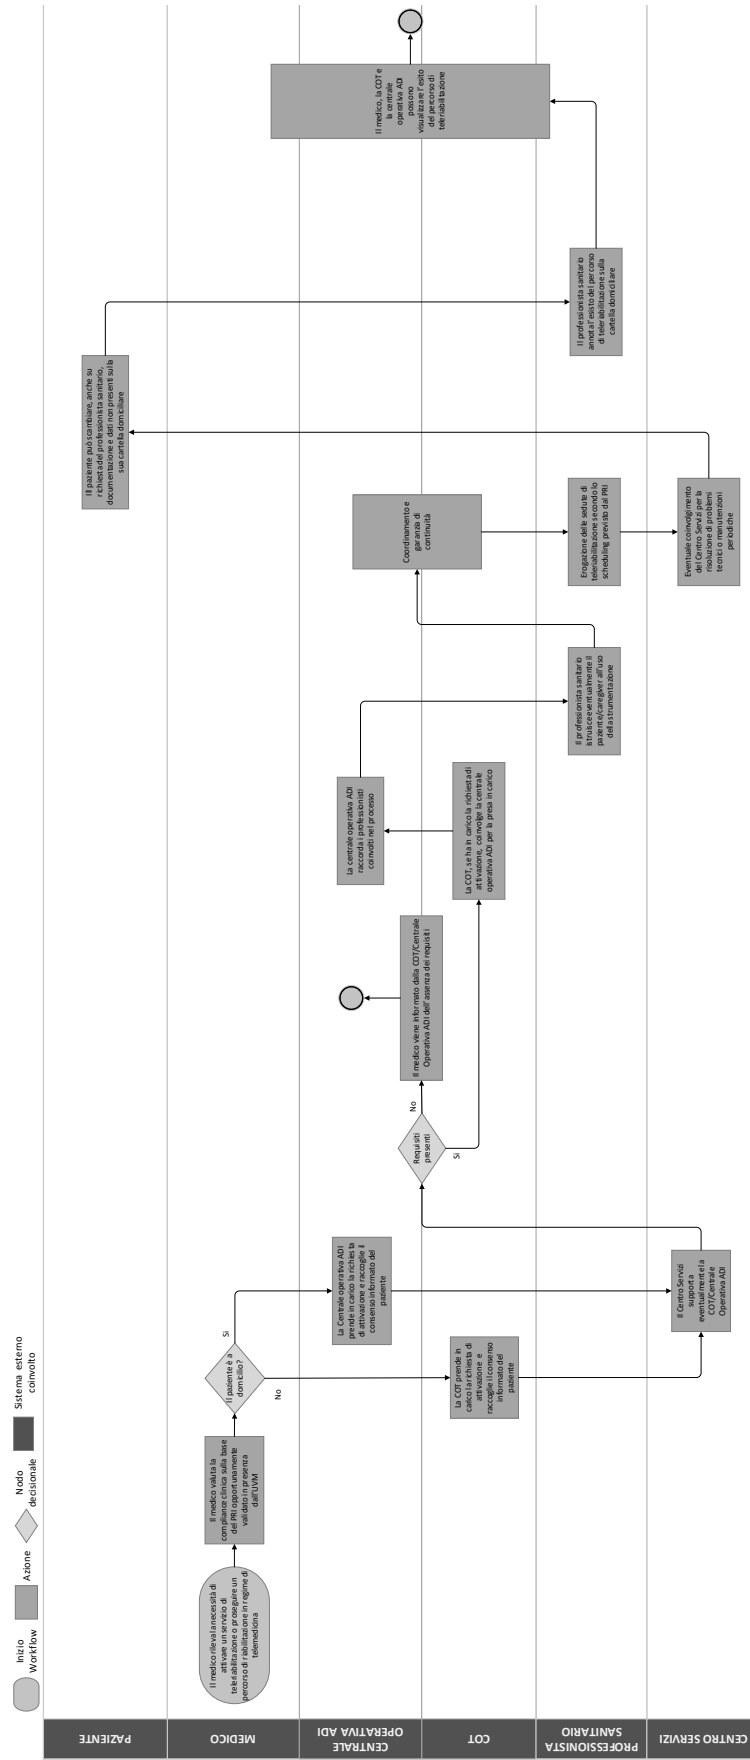 Inizio
Workflow
Azione
Nodo
decisionale
Sistema esterno
coinvolto
PAZIENTE
MEDICO
CENTRALE
OPERATIVA ADI
COT
PROFESSIONISTA
SANITARIO
CENTRO SERVIZI
Il medico rileva la necessità di
attivare un servizio di
teleriabilitazione o proseguire un
percorso di riabilitazione in regime di
telemedicina
Il medico valuta la
compliance clinica sulla base
del PRI opportunamente
validato in presenza
dall'UVM
Il paziente è a
domicilio?
Si
No
La Centrale operativa ADI
prende in carico la richiesta
di attivazione e raccoglie il
consenso informato del
paziente
La COT prende in
carico la richiesta di
attivazione e
raccoglie il consenso
informato del
paziente
Il Centro Servizi
supporta
eventualmente la
COT/Centrale
Operativa ADI
Requisiti
presenti
No
Si
Il medico viene informato dalla COT/Centrale
Operativa ADI dell'assenza dei requisiti
La COT, se ha in carico la richiesta di
attivazione, coinvolge la centrale
operativa ADI per la presa in carico
La centrale operativa ADI
raccorda i professionisti
coinvolti nel processo
Il professionista sanitario
istruisce eventualmente il
paziente/caregiver all'uso
della strumentazione
Coordinamento e
garanzia di
continuità
Erogazione delle sedute di
teleriabilitazione secondo lo
scheduling previsto dal PRI
Eventuale coinvolgimento
del Centro Servizi per la
risoluzione di problemi
tecnici o manutenzioni
periodiche
Il paziente può scambiare, anche su
richiesta del professionista sanitario,
documentazione e dati non presenti sulla
sua cartella domiciliare
Il professionista sanitario
annota l'esisto del percorso
di teleriabilitazione sulla
cartella domiciliare
Il medico, la COT e
la centrale
operativa ADI
possono
visualizzare l'esito
del percorso di
teleriabilitazione